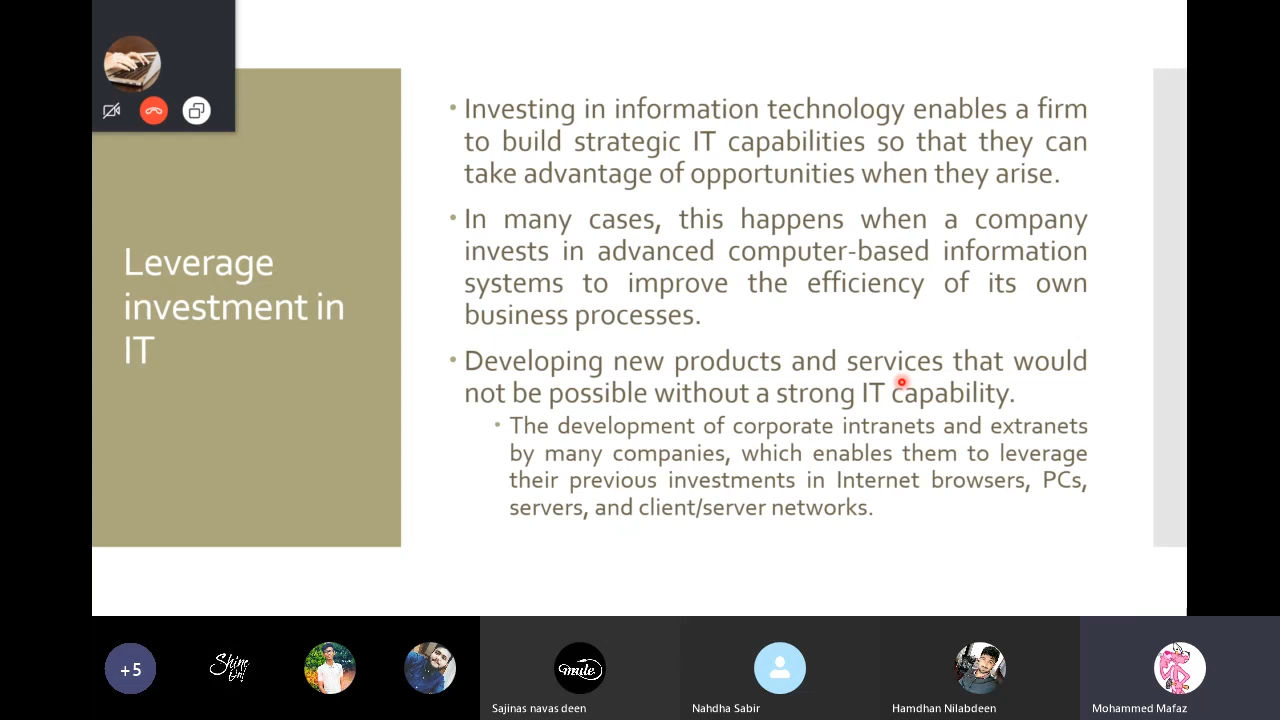 Leverage
investment in
IT
• Investing in information technology enables a firm
to build strategic IT capabilities so that they can
take advantage of opportunities when they arise.
• In many cases, this happens when a company
invests in advanced computer-based information
systems to improve the efficiency of its own
business processes.
• Developing new products and services that would
not be possible without a strong IT capability.
• The development of corporate intranets and extranets
by many companies, which enables them to leverage
their previous investments in Internet browsers, PCs,
servers, and client/server networks.
+5
Shine
mute
Sajinas navas deen
Nahdha Sabir
Hamdhan Nilabdeen
Mohammed Mafaz